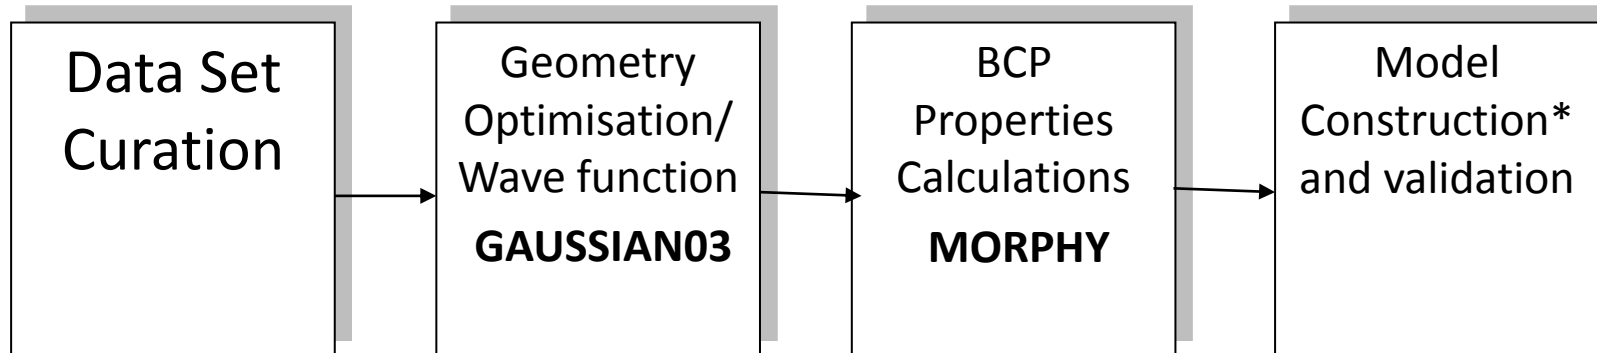 Data Set
Curation
Geometry
Optimisation/
Wave function
GAUSSIAN03
BCP
Properties
Calculations
MORPHY
Model
Construction*
and validation